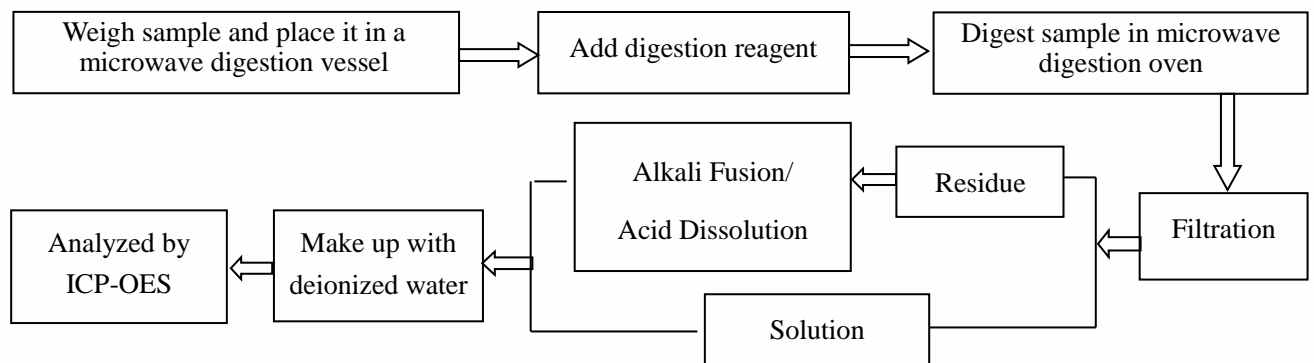 Weigh sample and place it in a
microwave digestion vessel
Add digestion reagent
Digest sample in microwave
digestion oven
Filtration
Residue
Alkali Fusion/
Acid Dissolution
Solution
Make up with
deionized water
Analyzed by
ICP-OES